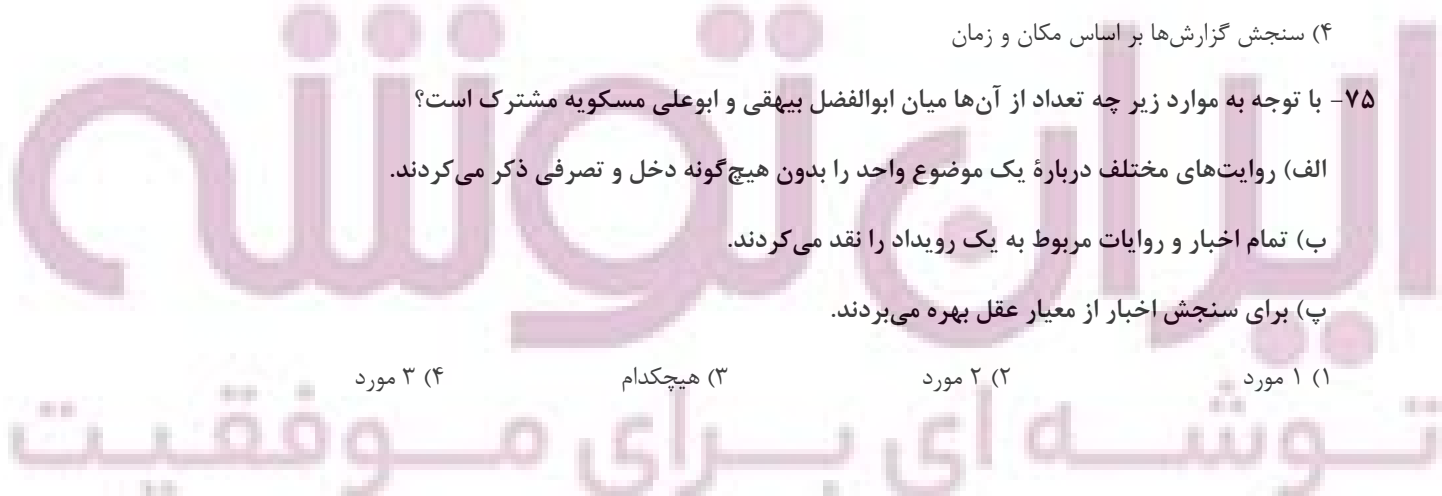 ۴) سنجش گزارش‌ها بر اساس مکان و زمان
۷۵- با توجه به موارد زیر چه تعداد از آن‌ها میان ابوالفضل بیهقی و ابوعلی مسکویه مشترک است؟
الف) روایت‌های مختلف دربارهٔ یک موضوع واحد را بدون هیچ‌گونه دخل و تصرفی ذکر می‌کردند.
ب) تمام اخبار و روایات مربوط به یک رویداد را نقد می‌کردند.
پ) برای سنجش اخبار از معیار عقل بهره می‌بردند.
۱) ۱ مورد ۲) ۲ مورد ۳) هیچکدام ۴) ۳ مورد
ایران توشه
توشه ای برای موفقیت